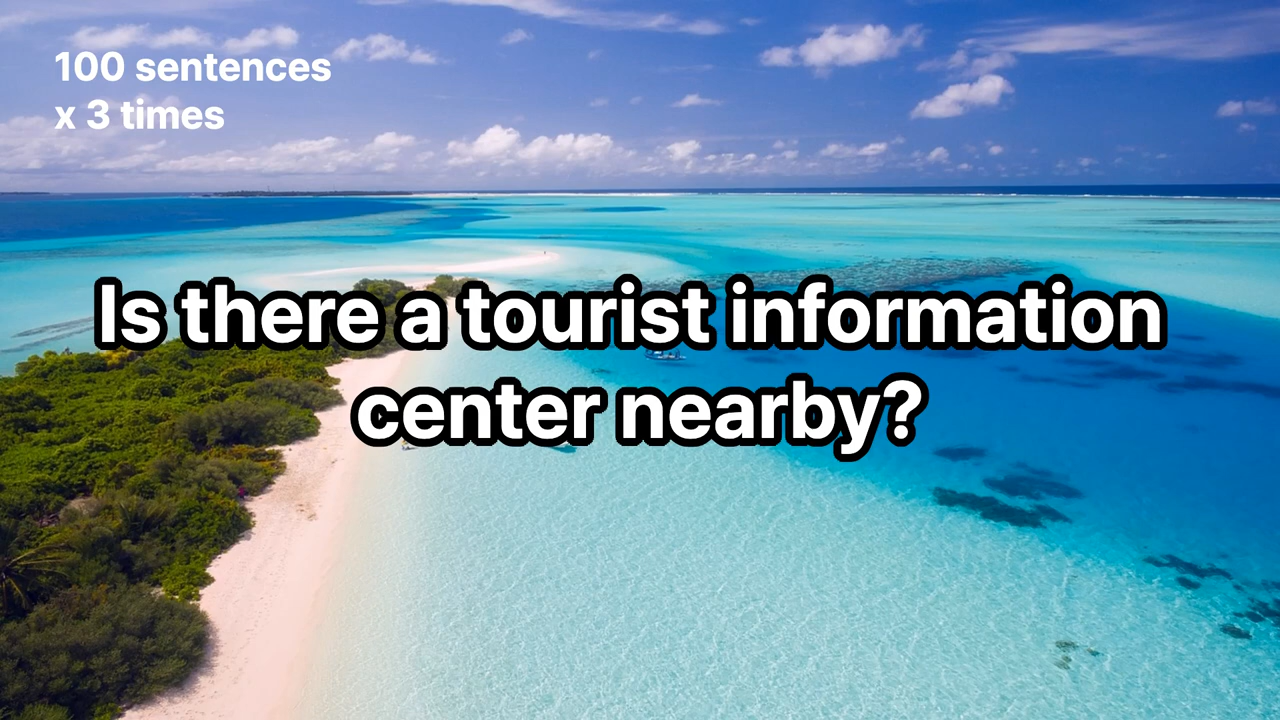 100 sentences
x 3 times
Is there a tourist information
center nearby?